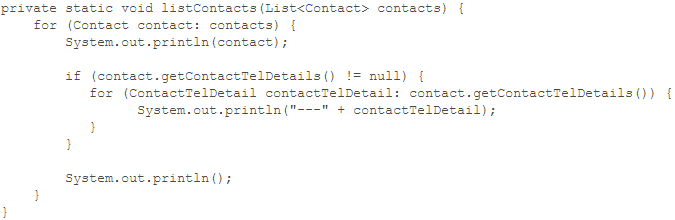 private static void listContacts(List<Contact> contacts) {
    for (Contact contact: contacts) {
        System.out.println(contact);

        if (contact.getContactTelDetails() != null) {
           for (ContactTelDetail contactTelDetail: contact.getContactTelDetails()) {
                 System.out.println("---" + contactTelDetail);
           }
        }

        System.out.println();
    }
}